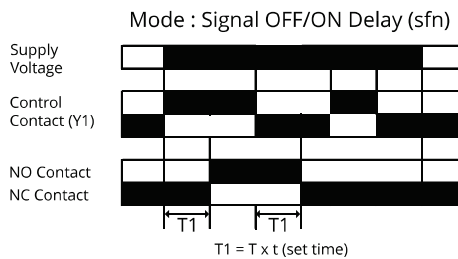 Mode : Signal OFF/ON Delay (sfn)
Supply
Voltage
Control
Contact (Y1)
NO Contact
NC Contact
T1 T1
T1 = T x t (set time)